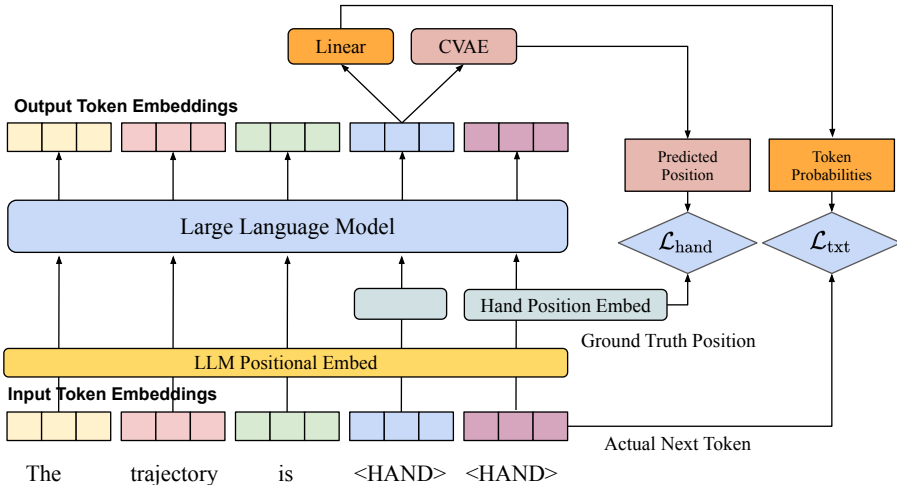 Linear
CVAE
Output Token Embeddings
Predicted
Position
Token
Probabilities
Large Language Model
ℒhand
ℒtxt
Hand Position Embed
Ground Truth Position
LLM Positional Embed
Input Token Embeddings
Actual Next Token
The trajectory is <HAND> <HAND>